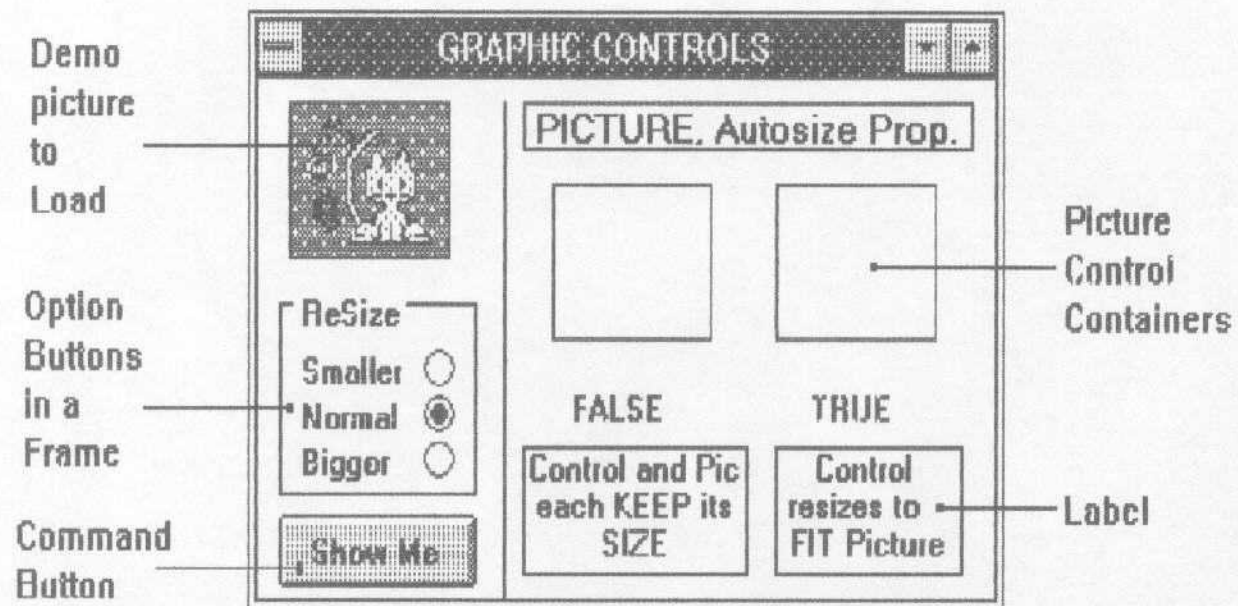 GRAPHIC CONTROLS
Demo
picture
to
Load
PICTURE, Autosize Prop.
Picture
Control
Containers
Option
Buttons
in a
Frame
ReSize
Smaller
Normal
Bigger
FALSE
TRUE
Control and Pic
each KEEP its
SIZE
Control
resizes to
FIT Picture
Label
Command
Button
Show Me